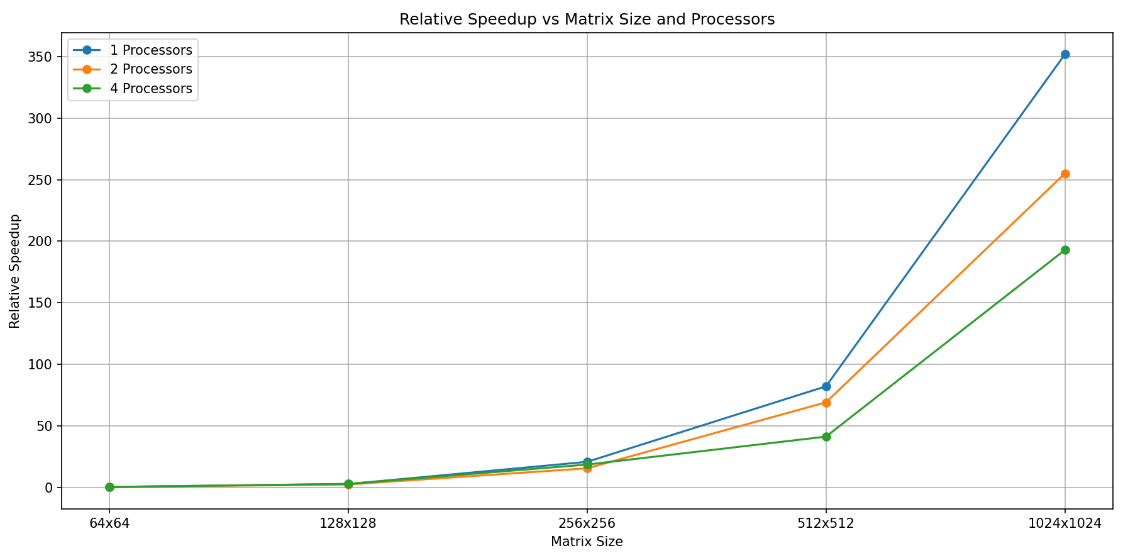 Relative Speedup vs Matrix Size and Processors
1 Processors
2 Processors
4 Processors
350
300
250
200
150
100
50
0
Relative Speedup
64x64 128x128 256x256 512x512 1024x1024
Matrix Size